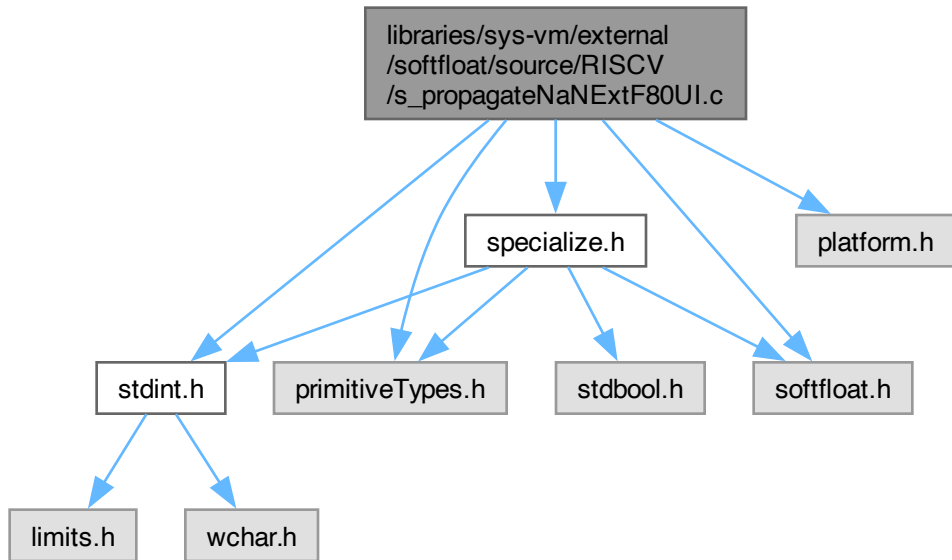 libraries/sys-vm/external
/softfloat/source/RISCV
/s_propagateNaNExtF80UI.c
specialize.h
platform.h
stdint.h
primitiveTypes.h
stdbool.h
softfloat.h
limits.h
wchar.h